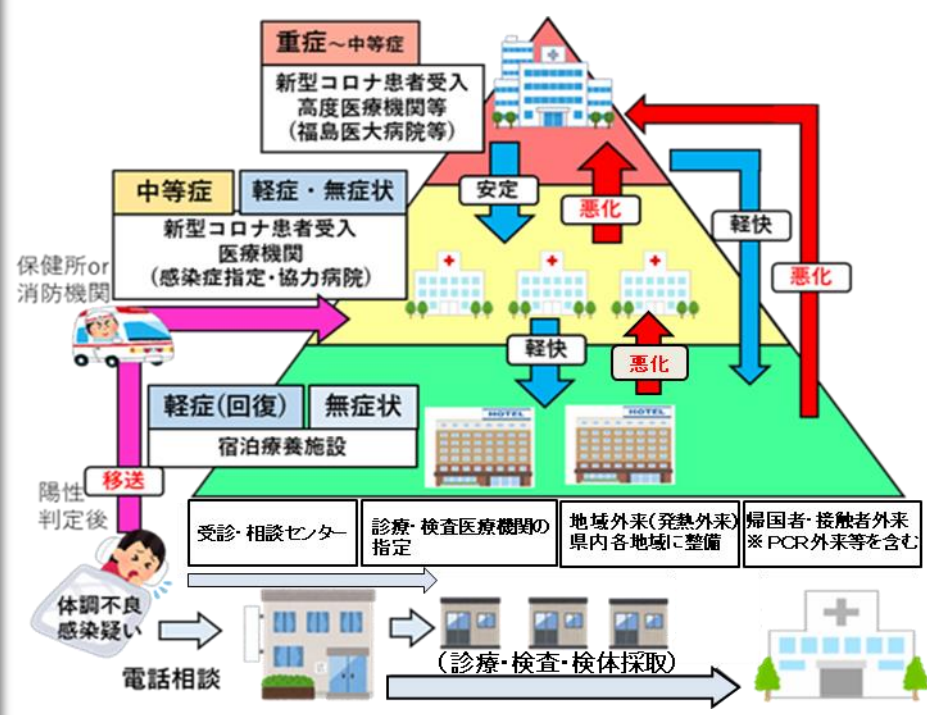 重症～中等症
新型コロナ患者受入
高度医療機関等
(福島医大病院等)
安定
悪化
軽快
悪化
中等症
軽症・無症状
新型コロナ患者受入
医療機関
(感染症指定・協力病院)
保健所or
消防機関
軽快
悪化
軽症(回復)
無症状
宿泊療養施設
HOTEL
HOTEL
陽性
判定後
移送
受診・相談センター
診療・検査医療機関の
指定
地域外来(発熱外来)
県内各地域に整備
帰国者・接触者外来
※PCR外来等を含む
体調不良
感染疑い
電話相談
(診療・検査・検体採取)